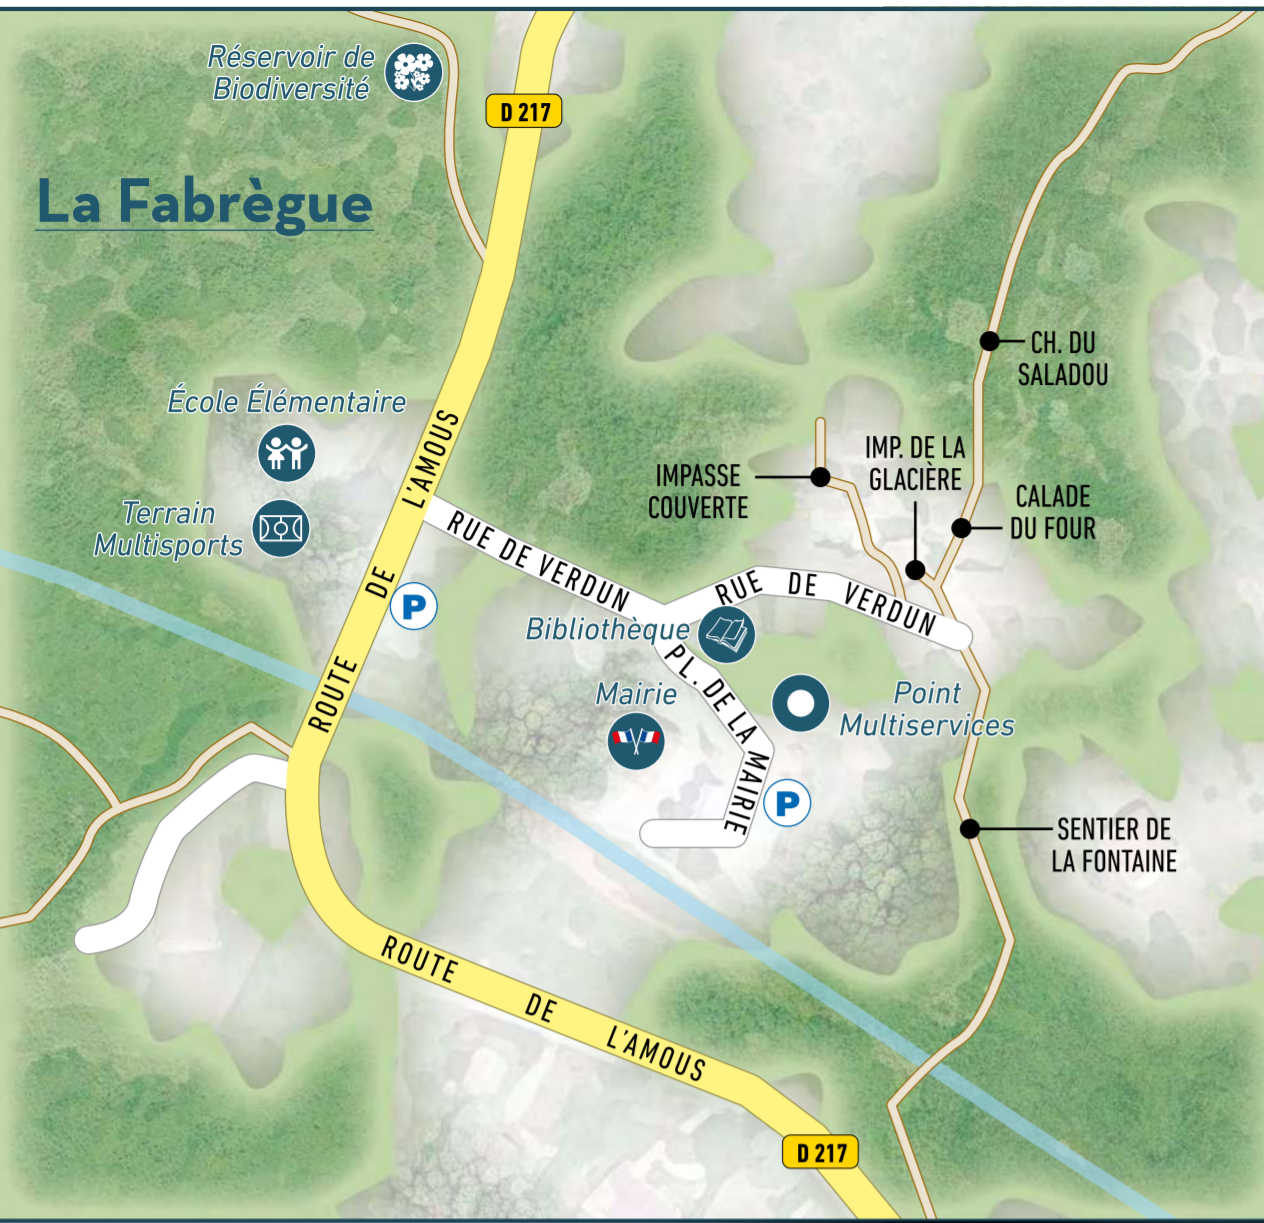 Réservoir de
Biodiversité
D 217
La Fabrègue
CH. DU
SALADOU
École Élémentaire
ROUTE DE L'AMOUS
IMP. DE LA
GLACIÈRE
IMPASSE
COUVERTE
CALADE
DU FOUR
Terrain
Multisports
RUE DE VERDUN
RUE DE VERDUN
P
Bibliothèque
PL. DE LA MAIRIE
Mairie
Point
Multiservices
P
SENTIER DE
LA FONTAINE
ROUTE DE L'AMOUS
D 217